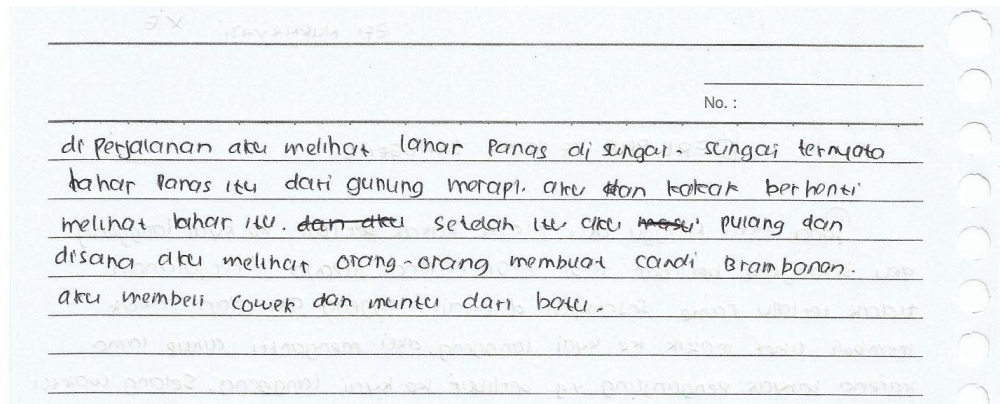 No. :
di perjalanan aku melihat lahar panas di sungai-sungai ternyata
lahar panas itu dari gunung merapi. aku dan kakak berhenti
melihat lahar itu. dan aku setelah itu aku masu pulang dan
disana aku melihat orang-orang membuat candi Brambanan.
aku membeli cowek dan muntu dari batu.